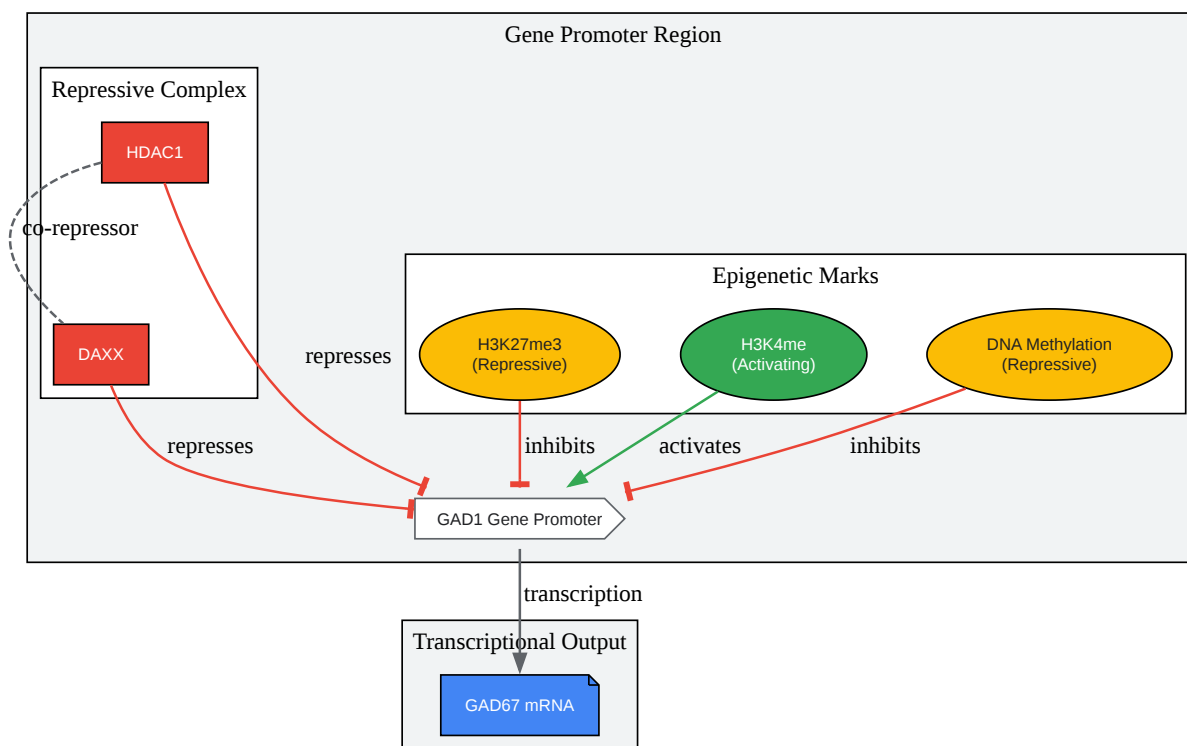 Gene Promoter Region
Repressive Complex
HDAC1
co-repressor
DAXX
represses
represses
Epigenetic Marks
H3K27me3
(Repressive)
H3K4me
(Activating)
DNA Methylation
(Repressive)
inhibits
activates
inhibits
GAD1 Gene Promoter
transcription
Transcriptional Output
GAD67 mRNA